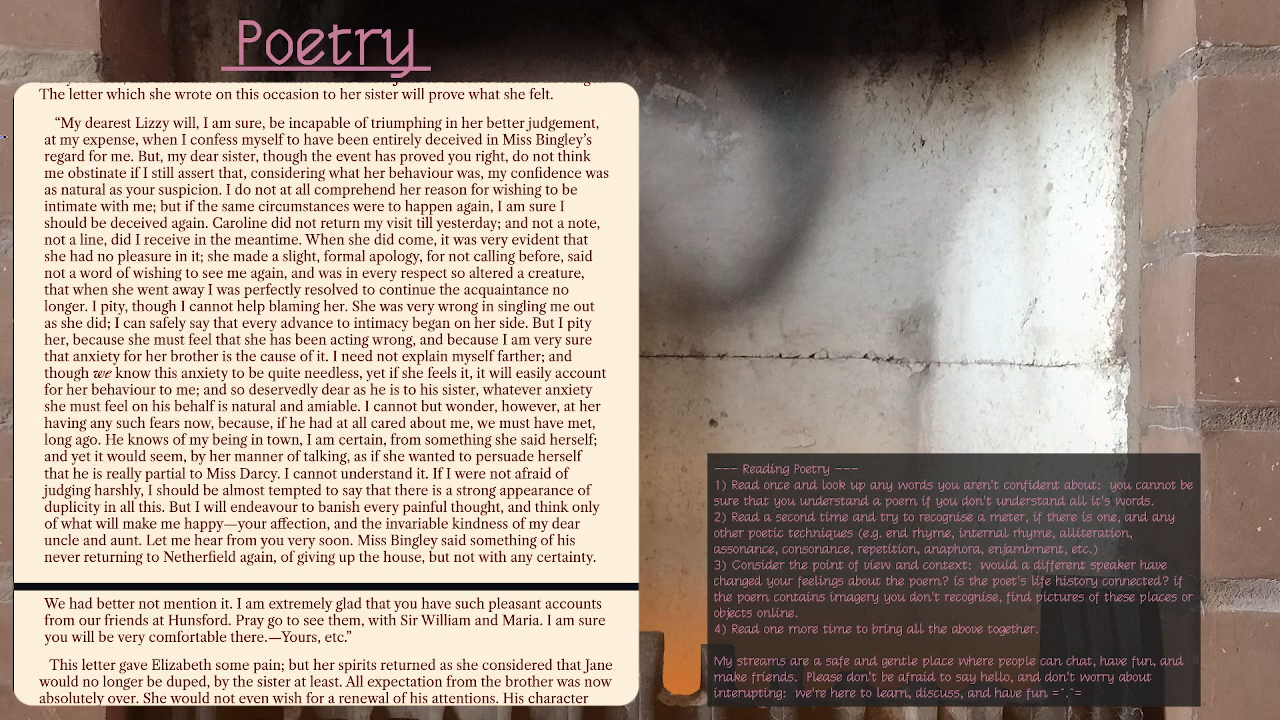 Poetry
The letter which she wrote on this occasion to her sister will prove what she felt.
“My dearest Lizzy will, I am sure, be incapable of triumphing in her better judgement,
at my expense, when I confess myself to have been entirely deceived in Miss Bingley’s
regard for me. But, my dear sister, though the event has proved you right, do not think
me obstinate if I still assert that, considering what her behaviour was, my confidence was
as natural as your suspicion. I do not at all comprehend her reason for wishing to be
intimate with me; but if the same circumstances were to happen again, I am sure I
should be deceived again. Caroline did not return my visit till yesterday; and not a note,
not a line, did I receive in the meantime. When she did come, it was very evident that
she had no pleasure in it; she made a slight, formal apology, for not calling before, said
not a word of wishing to see me again, and was in every respect so altered a creature,
that when she went away I was perfectly resolved to continue the acquaintance no
longer. I pity, though I cannot help blaming her. She was very wrong in singling me out
as she did; I can safely say that every advance to intimacy began on her side. But I pity
her, because she must feel that she has been acting wrong, and because I am very sure
that anxiety for her brother is the cause of it. I need not explain myself farther; and
though we know this anxiety to be quite needless, yet if she feels it, it will easily account
for her behaviour to me; and so deservedly dear as he is to his sister, whatever anxiety
she must feel on his behalf is natural and amiable. I cannot but wonder, however, at her
having any such fears now, because, if he had at all cared about me, we must have met,
long ago. He knows of my being in town, I am certain, from something she said herself;
and yet it would seem, by her manner of talking, as if she wanted to persuade herself
that he is really partial to Miss Darcy. I cannot understand it. If I were not afraid of
judging harshly, I should be almost tempted to say that there is a strong appearance of
duplicity in all this. But I will endeavour to banish every painful thought, and think only
of what will make me happy—your affection, and the invariable kindness of my dear
uncle and aunt. Let me hear from you very soon. Miss Bingley said something of his
never returning to Netherfield again, of giving up the house, but not with any certainty.
We had better not mention it. I am extremely glad that you have such pleasant accounts
from our friends at Hunsford. Pray go to see them, with Sir William and Maria. I am sure
you will be very comfortable there.—Yours, etc.”
This letter gave Elizabeth some pain; but her spirits returned as she considered that Jane
would no longer be duped, by the sister at least. All expectation from the brother was now
absolutely over. She would not even wish for a renewal of his attentions. His character
--- Reading Poetry ---
1) Read once and look up any words you aren't confident about: you cannot be
sure that you understand a poem if you don't understand all it's words.
2) Read a second time and try to recognise a meter, if there is one, and any
other poetic techniques (e.g. end rhyme, internal rhyme, alliteration,
assonance, consonance, repetition, anaphora, enjambment, etc.)
3) Consider the point of view and context: would a different speaker have
changed your feelings about the poem? is the poet's life history connected? if
the poem contains imagery you don't recognise, find pictures of these places or
objects online.
4) Read one more time to bring all the above together.
My streams are a safe and gentle place where people can chat, have fun, and
make friends. Please don't be afraid to say hello, and don't worry about
interupting: we're here to learn, discuss, and have fun =^.^=